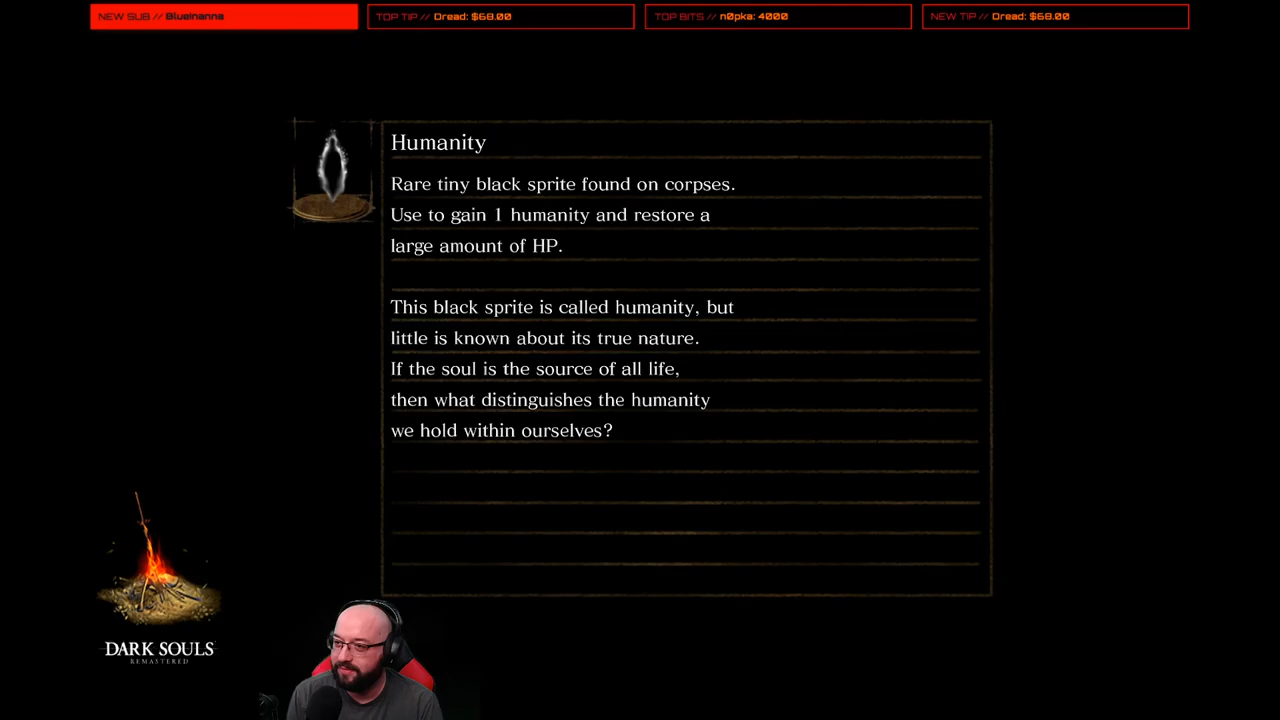 NEW SUB // BlueInanna
TOP TIP // Dread: $68.00
TOP BITS // n0pka: 4000
NEW TIP // Dread: $68.00
Humanity
Rare tiny black sprite found on corpses.
Use to gain 1 humanity and restore a
large amount of HP.
This black sprite is called humanity, but
little is known about its true nature.
If the soul is the source of all life,
then what distinguishes the humanity
we hold within ourselves?
DARK SOULS
REMASTERED